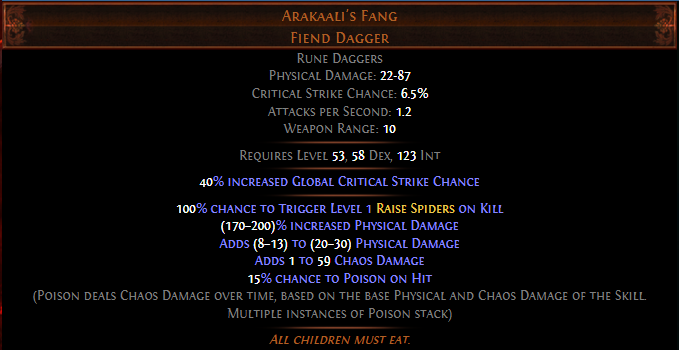 Arakaali's Fang
Fiend Dagger
Rune Daggers
Physical Damage: 22-87
Critical Strike Chance: 6.5%
Attacks per Second: 1.2
Weapon Range: 10
Requires Level 53, 58 Dex, 123 Int
40% increased Global Critical Strike Chance
100% chance to Trigger Level 1 Raise Spiders on Kill
(170–200)% increased Physical Damage
Adds (8–13) to (20–30) Physical Damage
Adds 1 to 59 Chaos Damage
15% chance to Poison on Hit
(Poison deals Chaos Damage over time, based on the base Physical and Chaos Damage of the Skill.
Multiple instances of Poison stack)
All children must eat.